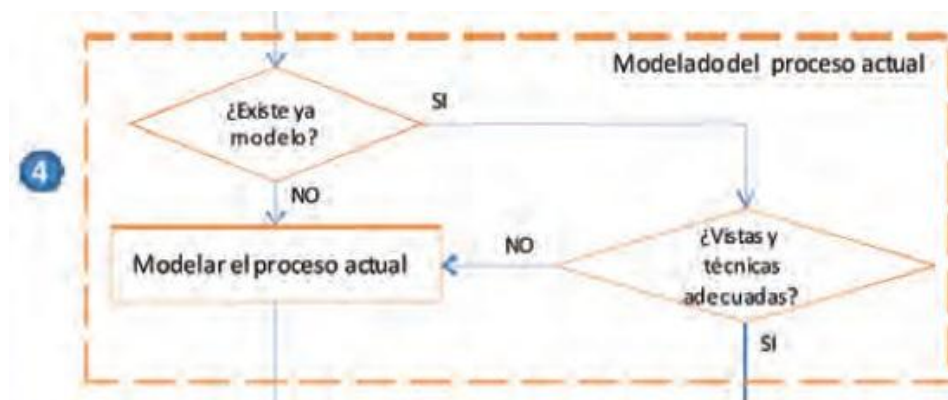 Modelado del proceso actual
¿Existe ya
modelo?
SI
4
NO
Modelar el proceso actual
NO
¿Vistas y
técnicas
adecuadas?
SI